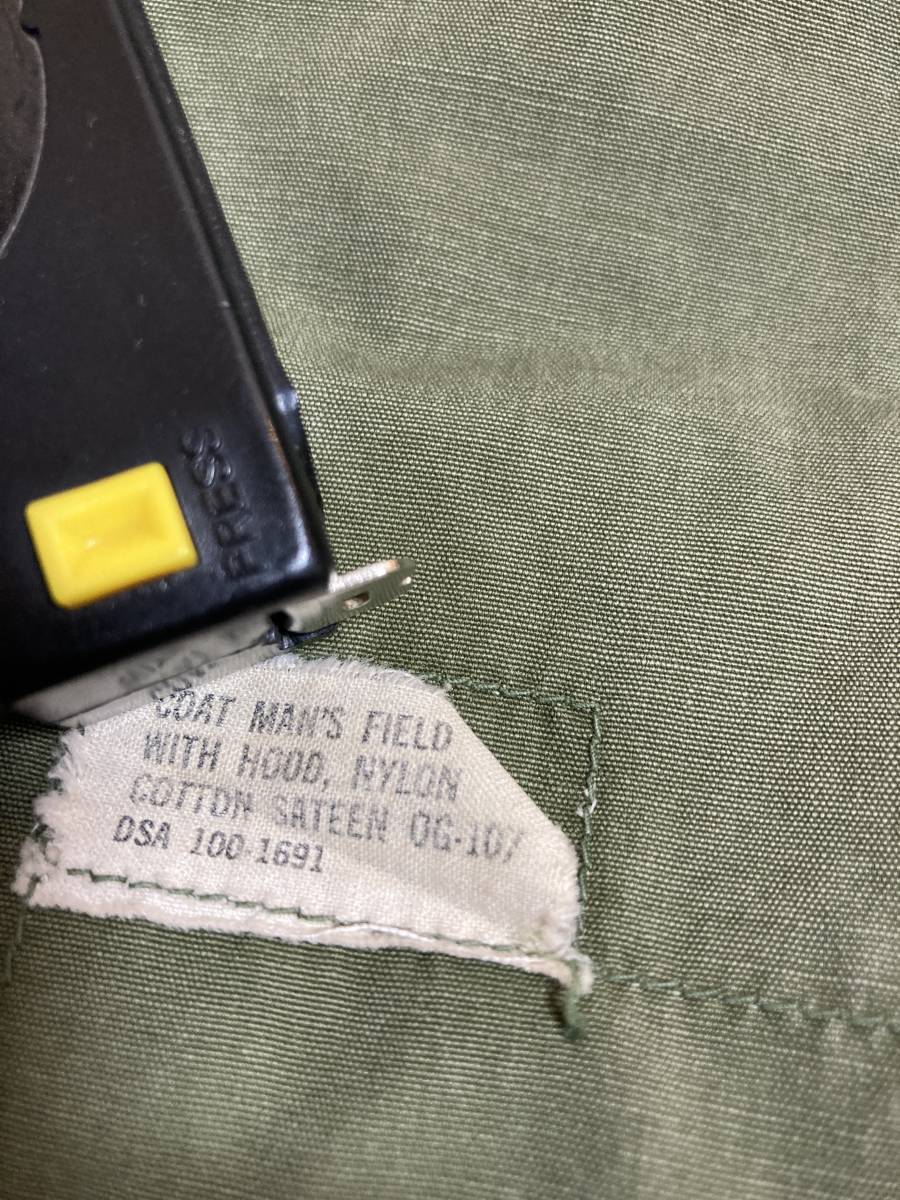 PRESS
COAT MAN'S FIELD
WITH HOOD, NYLON
COTTON SATEEN OG-107
DSA 100-1691